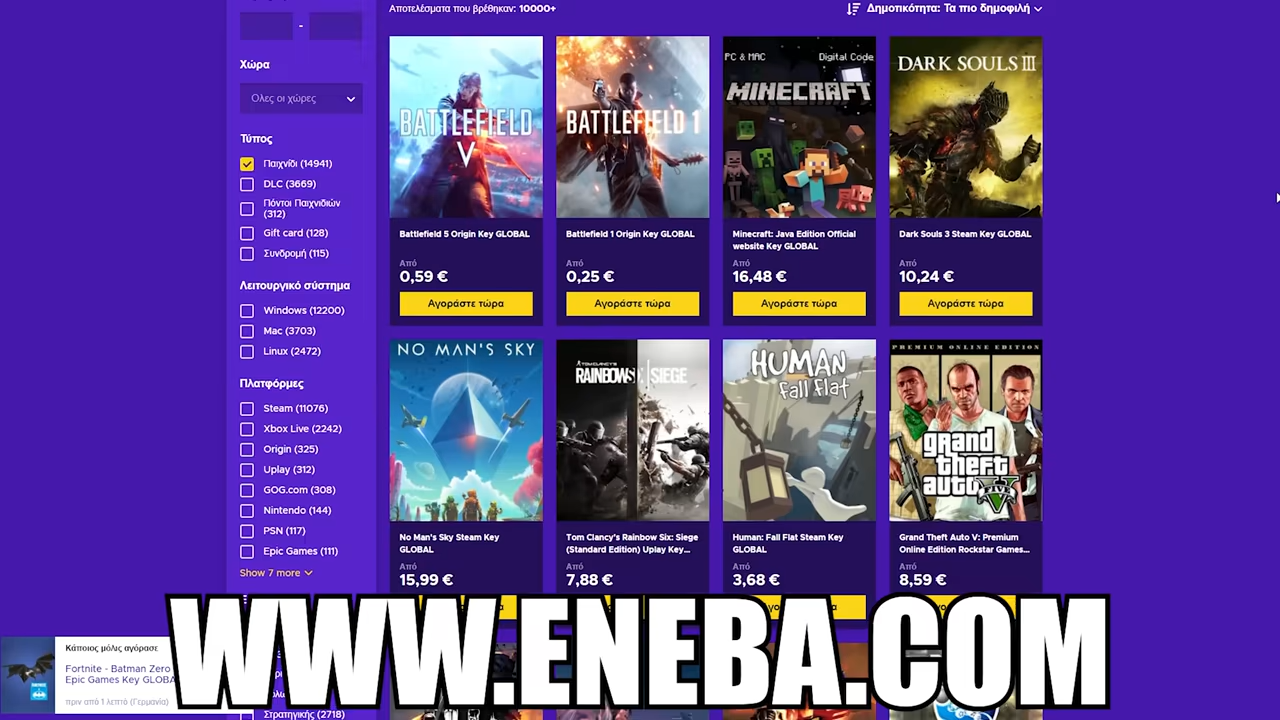 Αποτελέσματα που βρέθηκαν: 10000+
Δημοτικότητα: Τα πιο δημοφιλή
-
Χώρα
Όλες οι χώρες
Τύπος
Παιχνίδι (14941)
DLC (3669)
Πόντοι Παιχνιδιών
(312)
Gift card (128)
Συνδρομή (115)
Λειτουργικό σύστημα
Windows (12200)
Mac (3703)
Linux (2472)
Πλατφόρμες
Steam (11076)
Xbox Live (2242)
Origin (325)
Uplay (312)
GOG.com (308)
Nintendo (144)
PSN (117)
Epic Games (111)
Show 7 more
BATTLEFIELD
V
Battlefield 5 Origin Key GLOBAL
Από
0,59 €
Αγοράστε τώρα
BATTLEFIELD 1
Battlefield 1 Origin Key GLOBAL
Από
0,25 €
Αγοράστε τώρα
PC & MAC Digital Code
MINECRAFT
Minecraft: Java Edition Official
website Key GLOBAL
Από
16,48 €
Αγοράστε τώρα
DARK SOULS III
Dark Souls 3 Steam Key GLOBAL
Από
10,24 €
Αγοράστε τώρα
NO MAN'S SKY
No Man's Sky Steam Key
GLOBAL
Από
15,99 €
TOM CLANCY'S
RAINBOW SIX | SIEGE
Tom Clancy's Rainbow Six: Siege
(Standard Edition) Uplay Key...
Από
7,88 €
HUMAN
fall flat
Human: Fall Flat Steam Key
GLOBAL
Από
3,68 €
PREMIUM ONLINE EDITION
grand
theft
auto V
FIVE
Grand Theft Auto V: Premium
Online Edition Rockstar Games...
Από
8,59 €
WWW.ENEBA.COM
Κάποιος μόλις αγόρασε
Fortnite - Batman Zero
Epic Games Key GLOBA
πριν από 1 λεπτό (Γερμανία)
Στρατηγικής (2718)